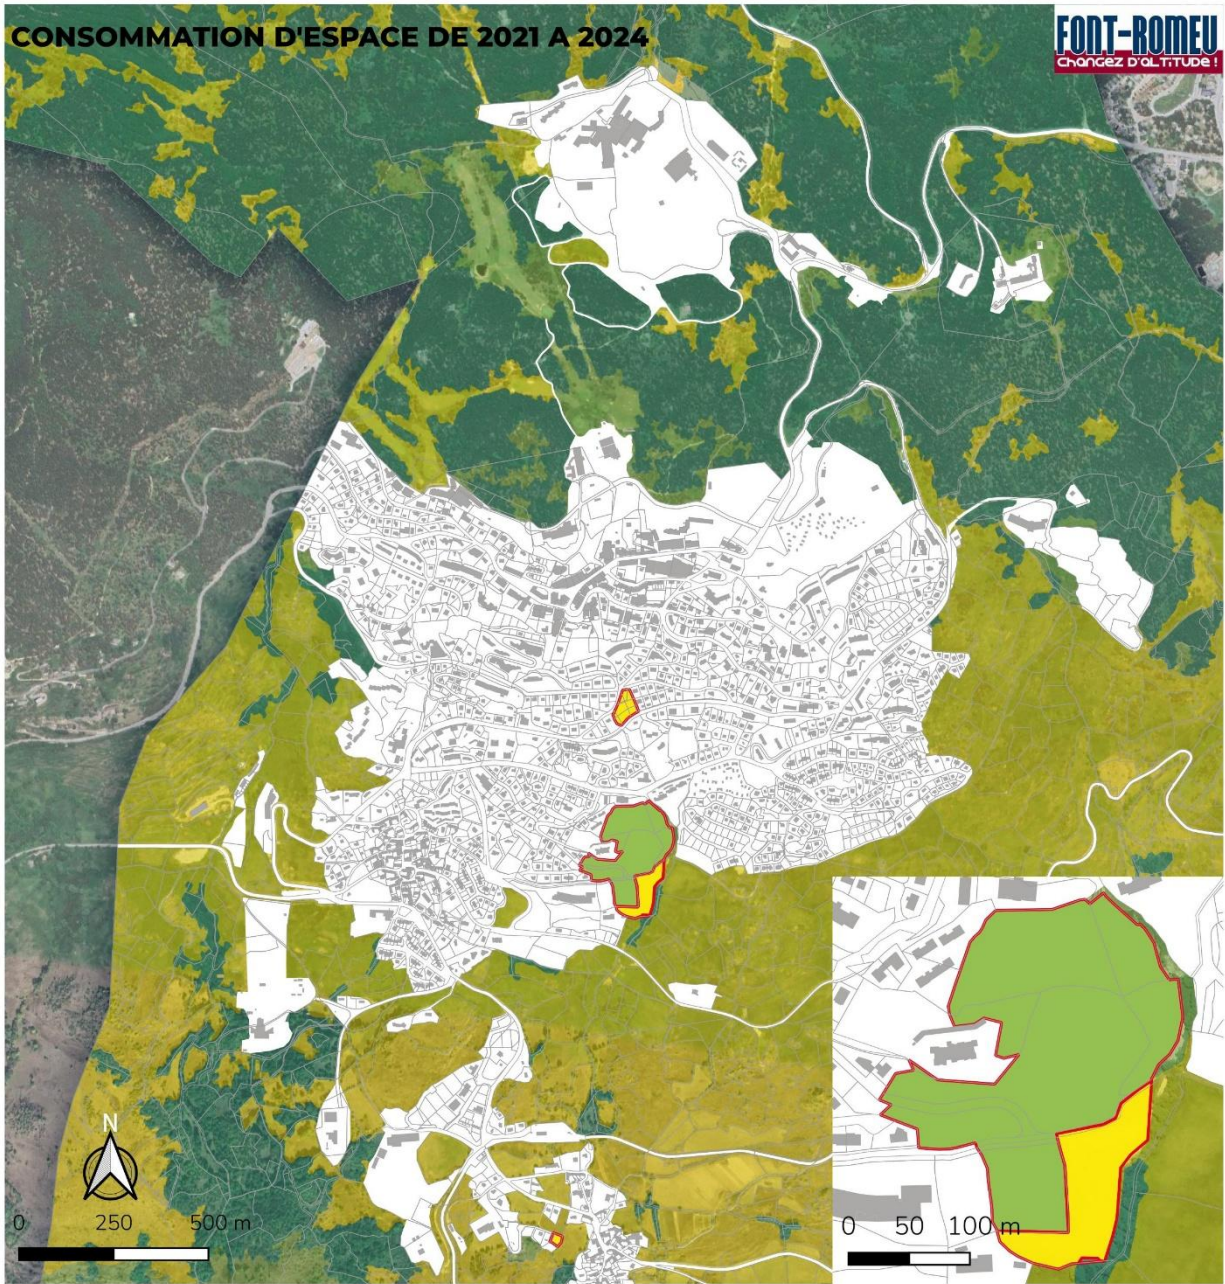 CONSOMMATION D'ESPACE DE 2021 A 2024
FONT-ROMEU
CHANGEZ D'ALTITUDE !
N
0 250 500 m
0 50 100 m